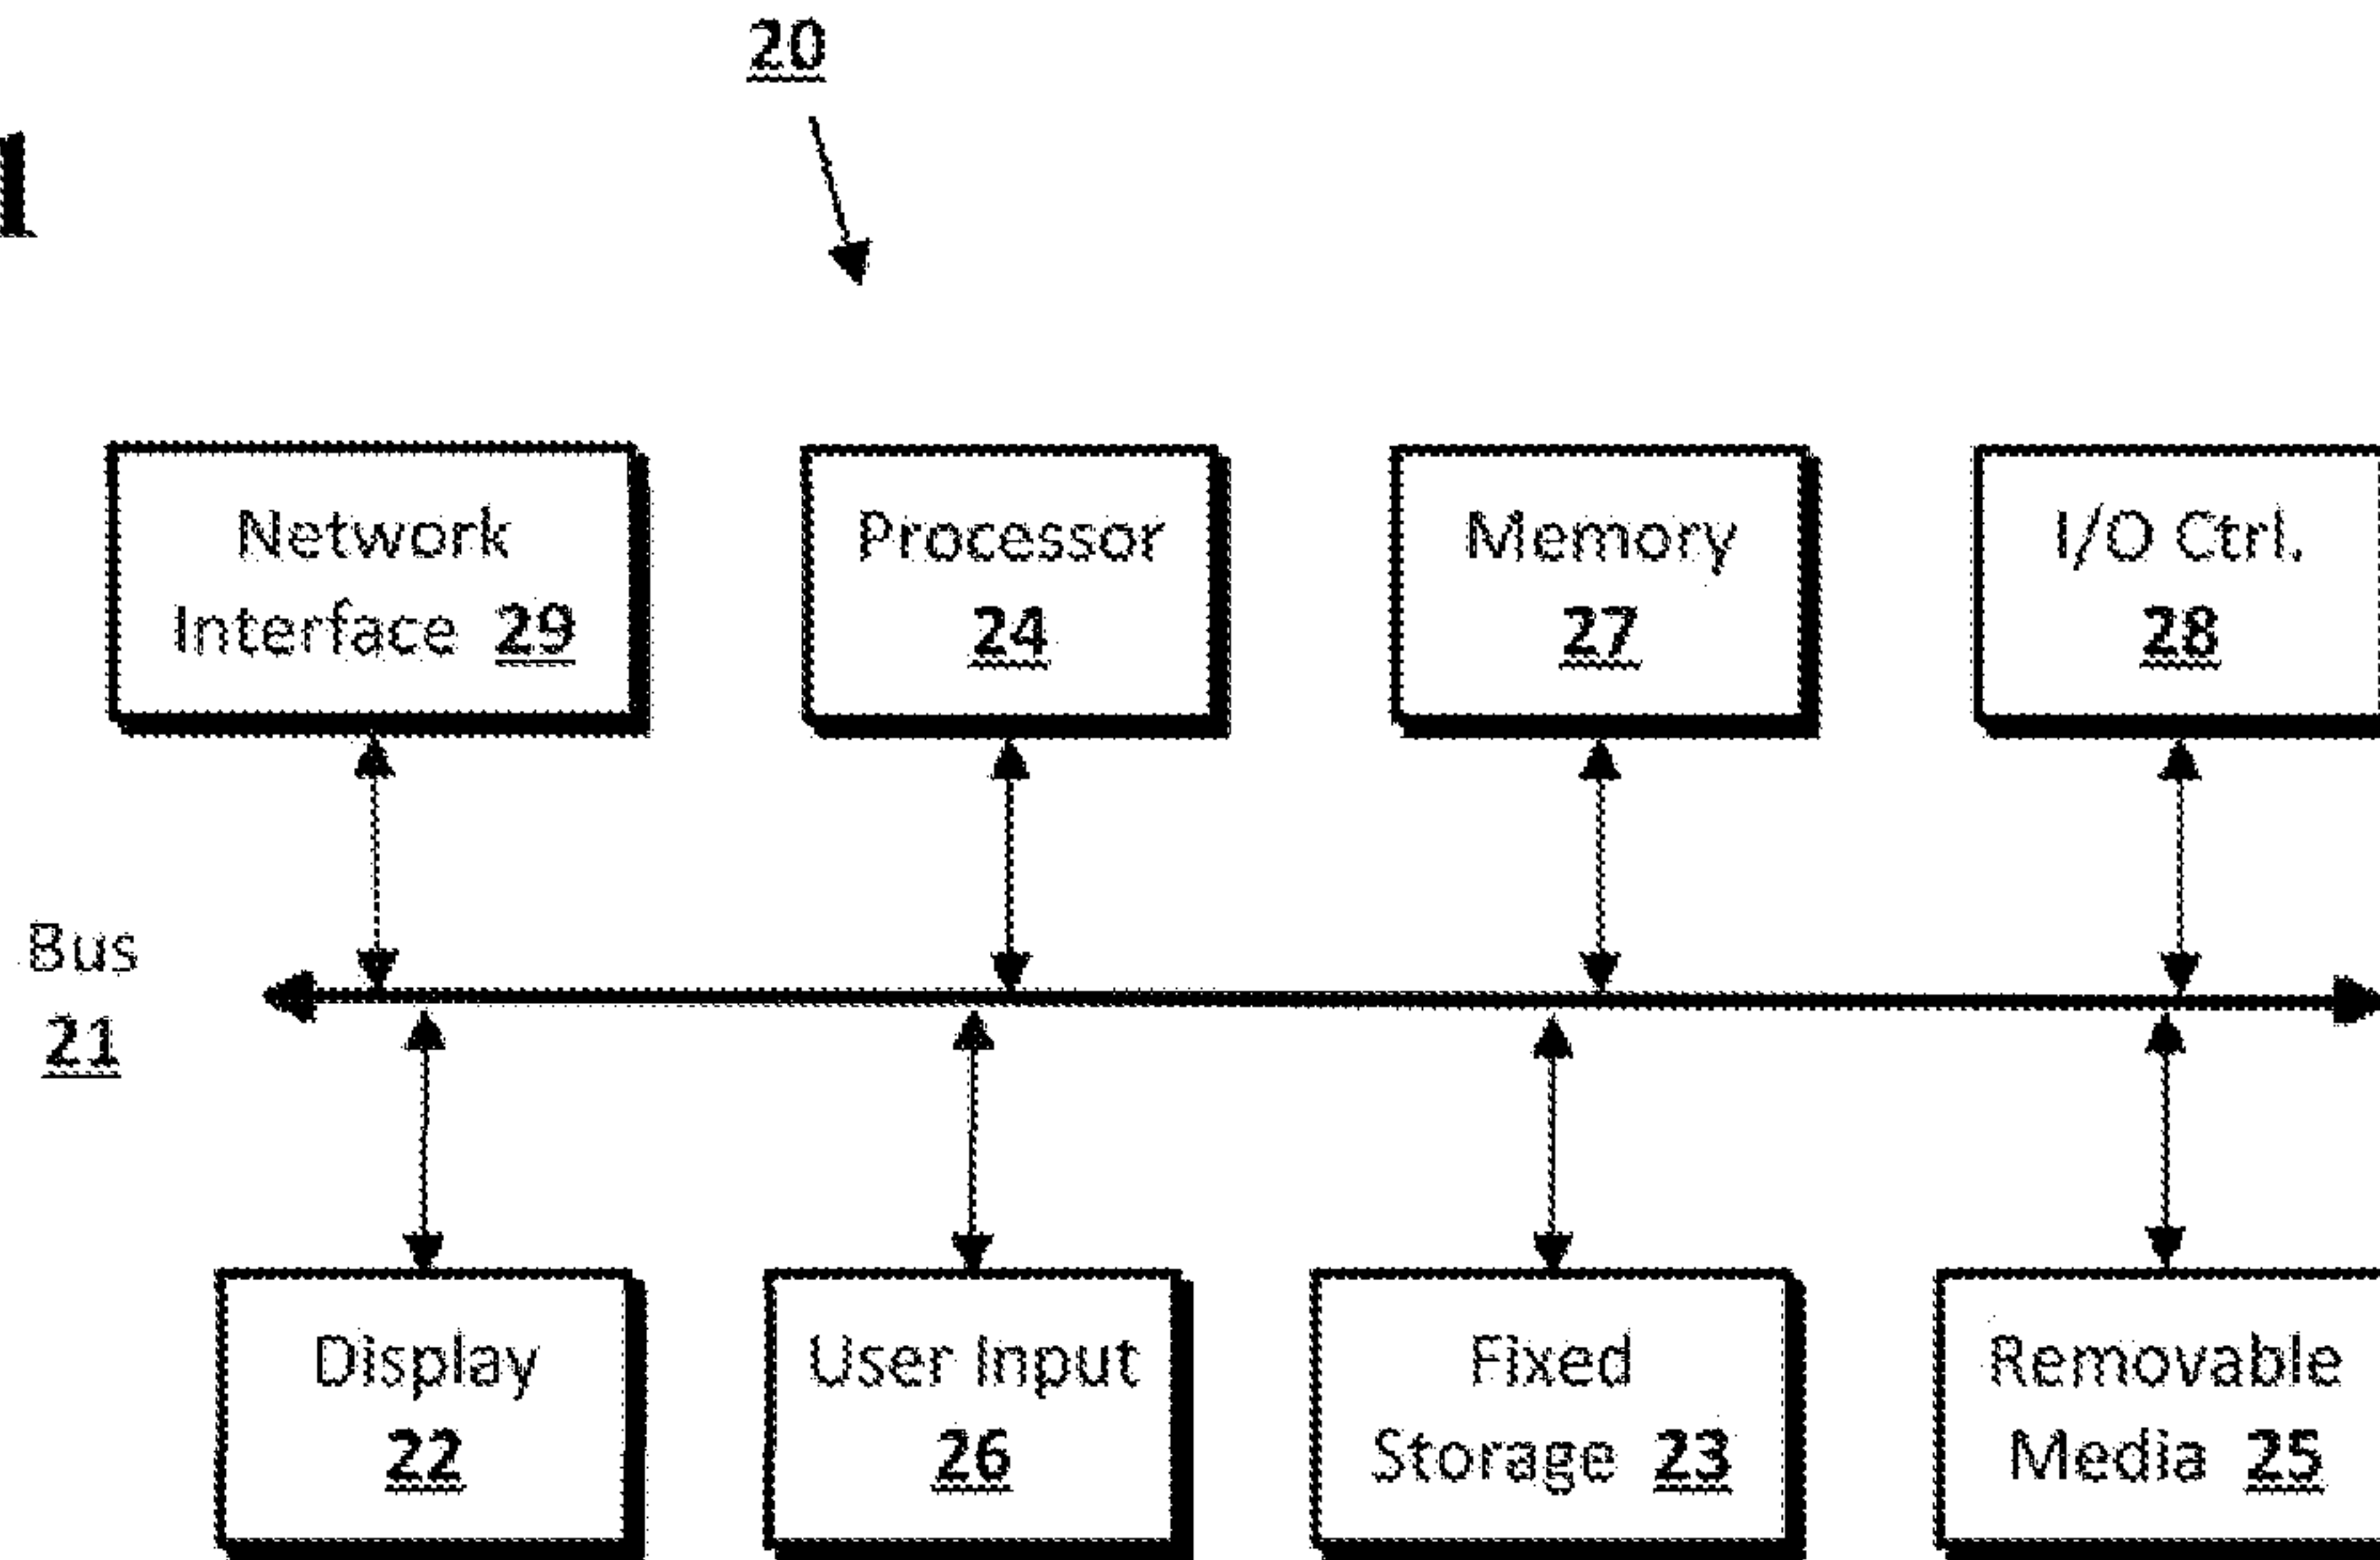 20
1
Network
Interface 29
Processor
24
Memory
27
I/O Ctrl.
28
Bus
21
Display
22
User Input
26
Fixed
Storage 23
Removable
Media 25